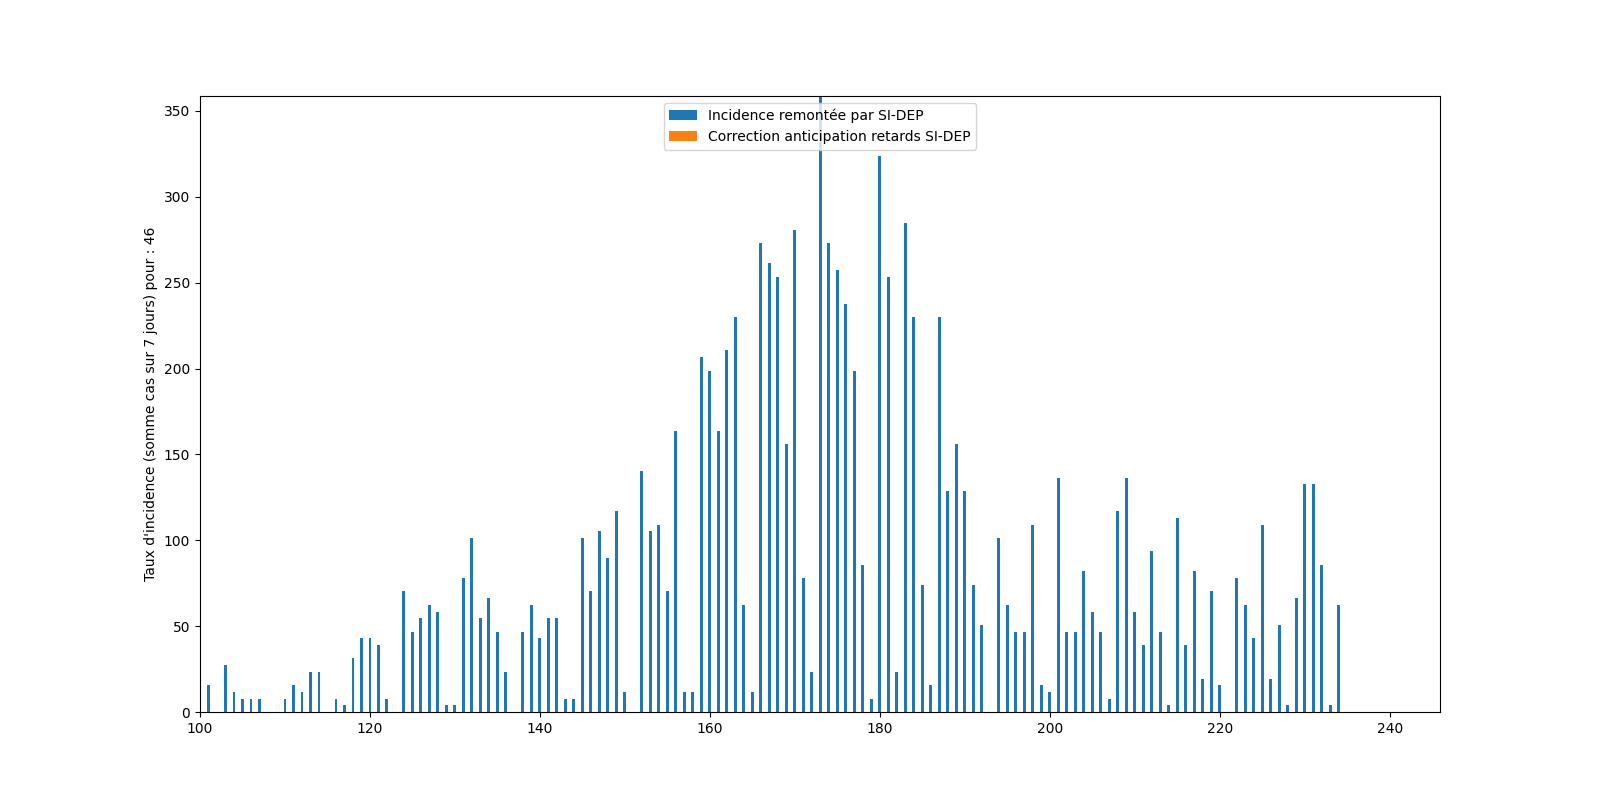 Incidence remontée par SI-DEP
Correction anticipation retards SI-DEP
Taux d'incidence (somme cas sur 7 jours) pour : 46
350
300
250
200
150
100
50
0
100 120 140 160 180 200 220 240